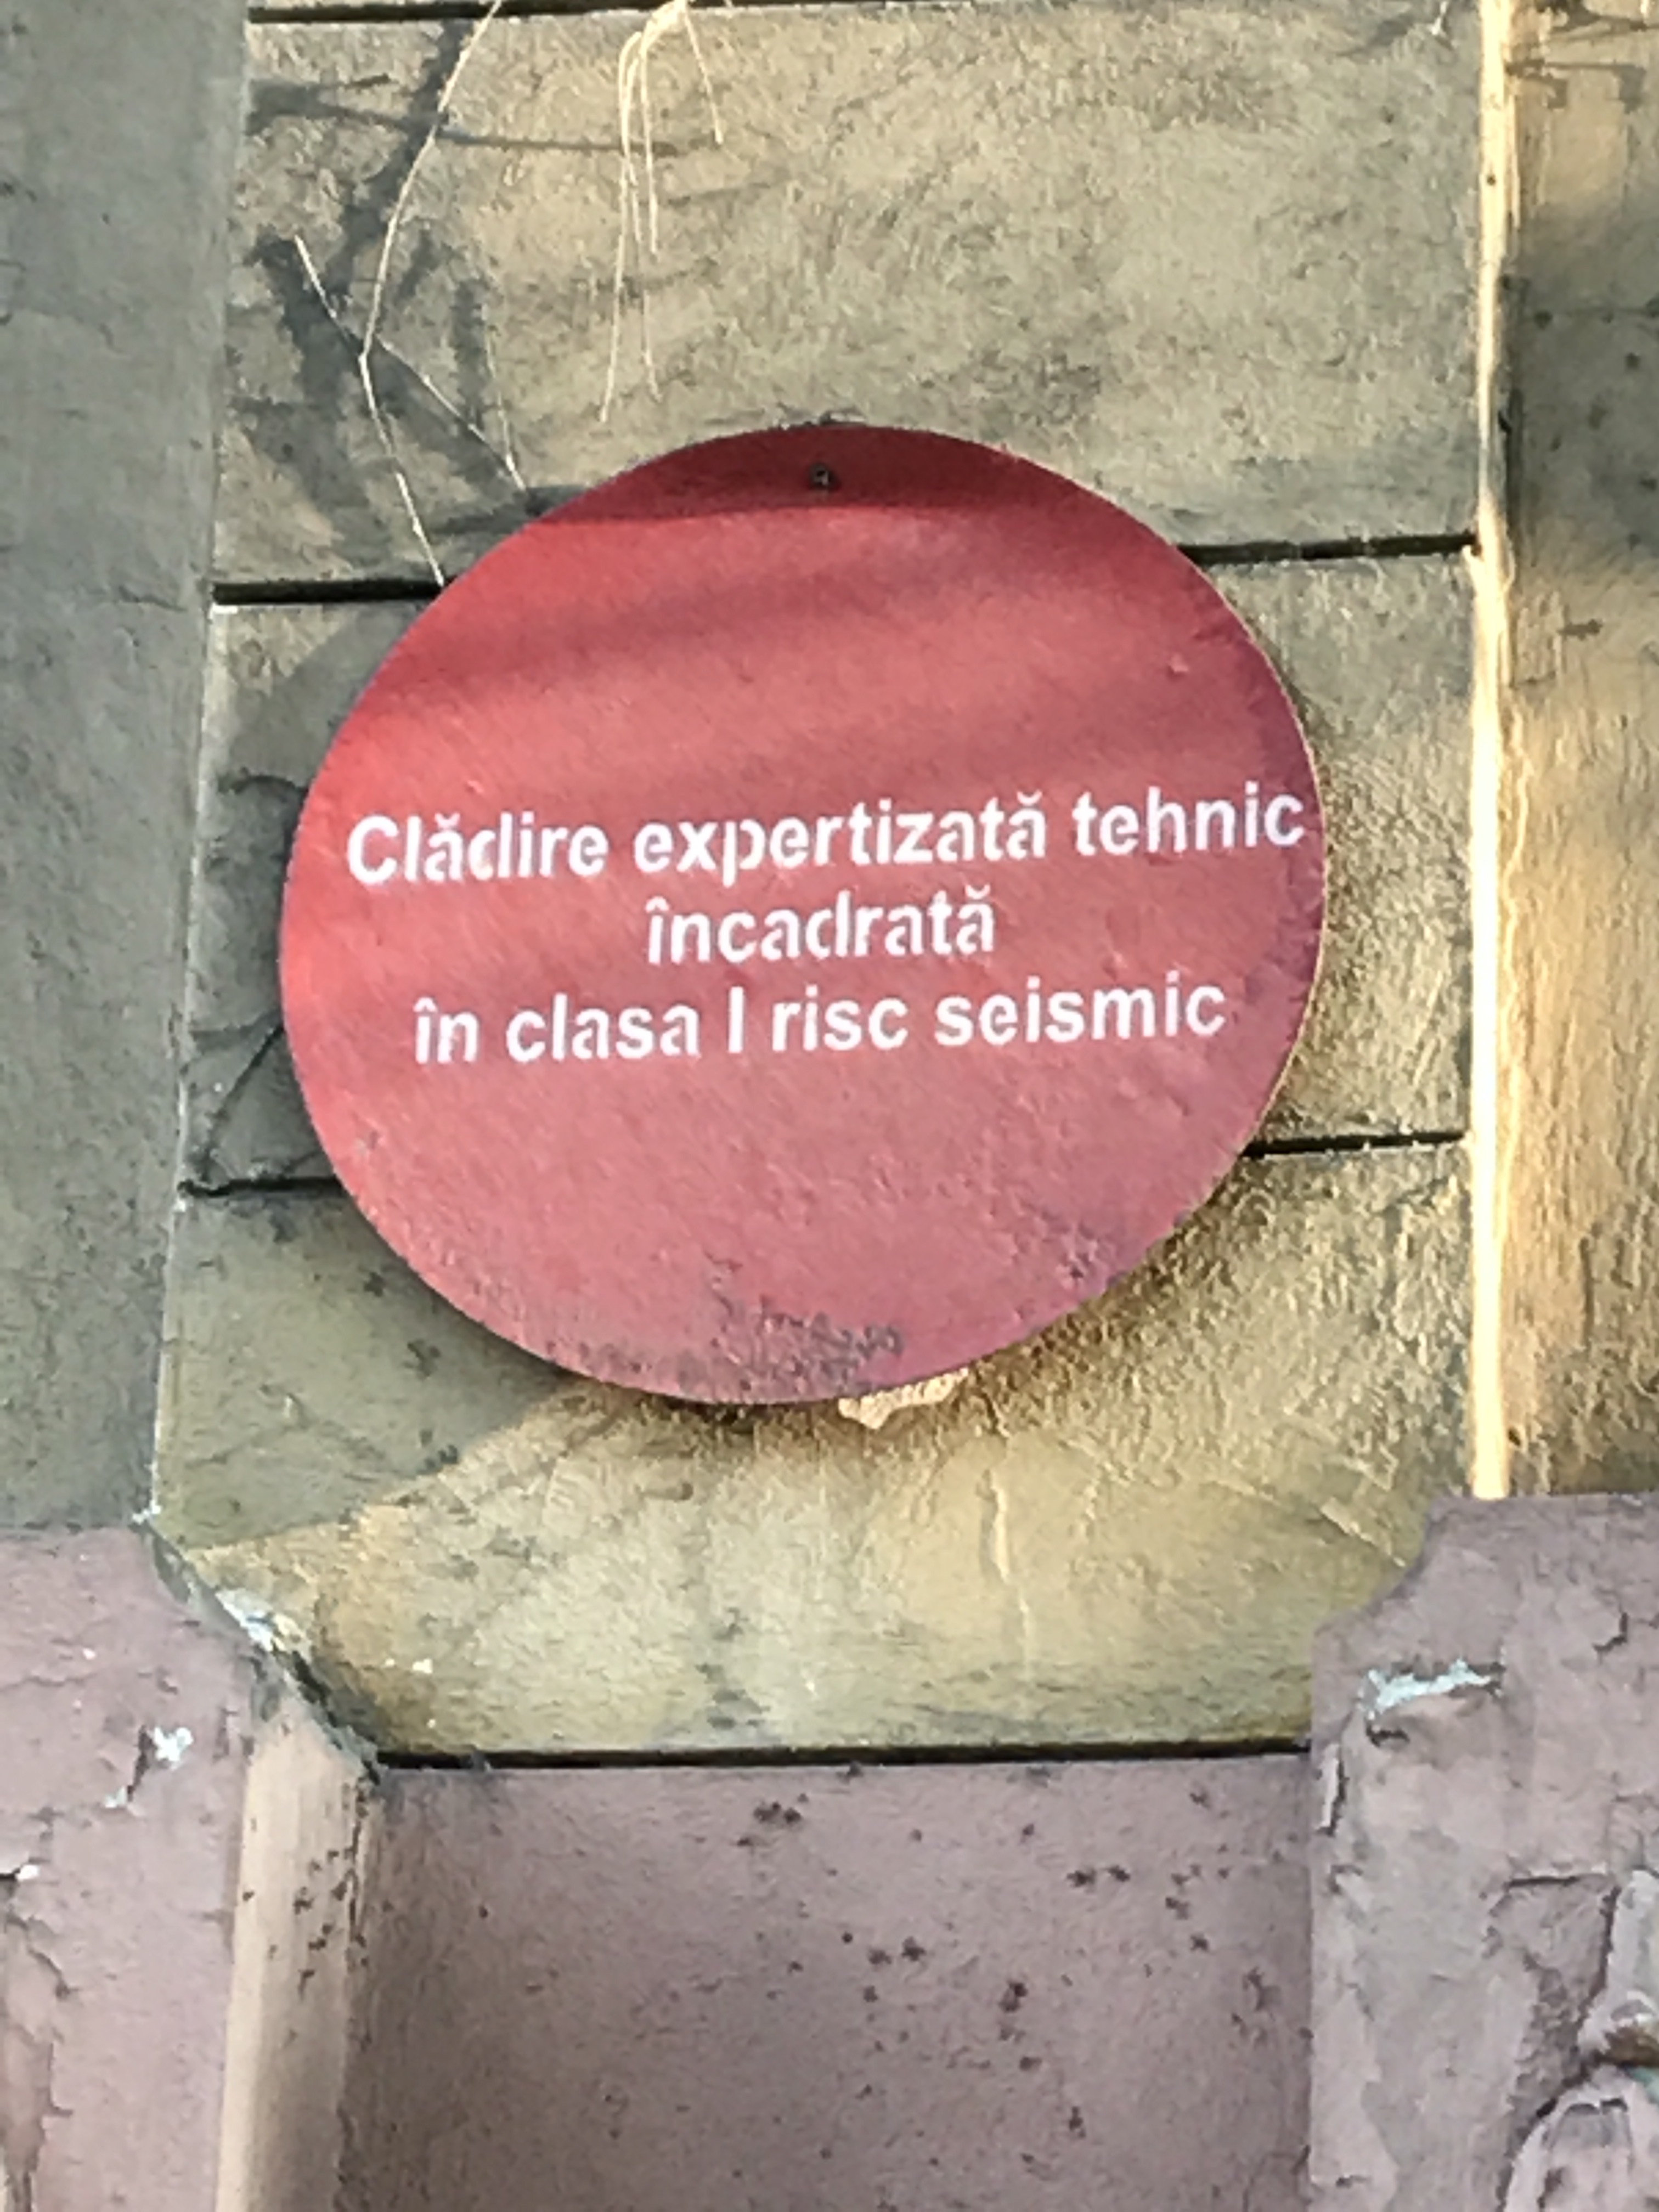 Clădire expertizată tehnic
încadrată
în clasa I risc seismic